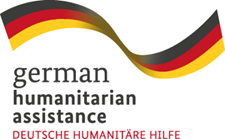 german
humanitarian
assistance
DEUTSCHE HUMANITÄRE HILFE